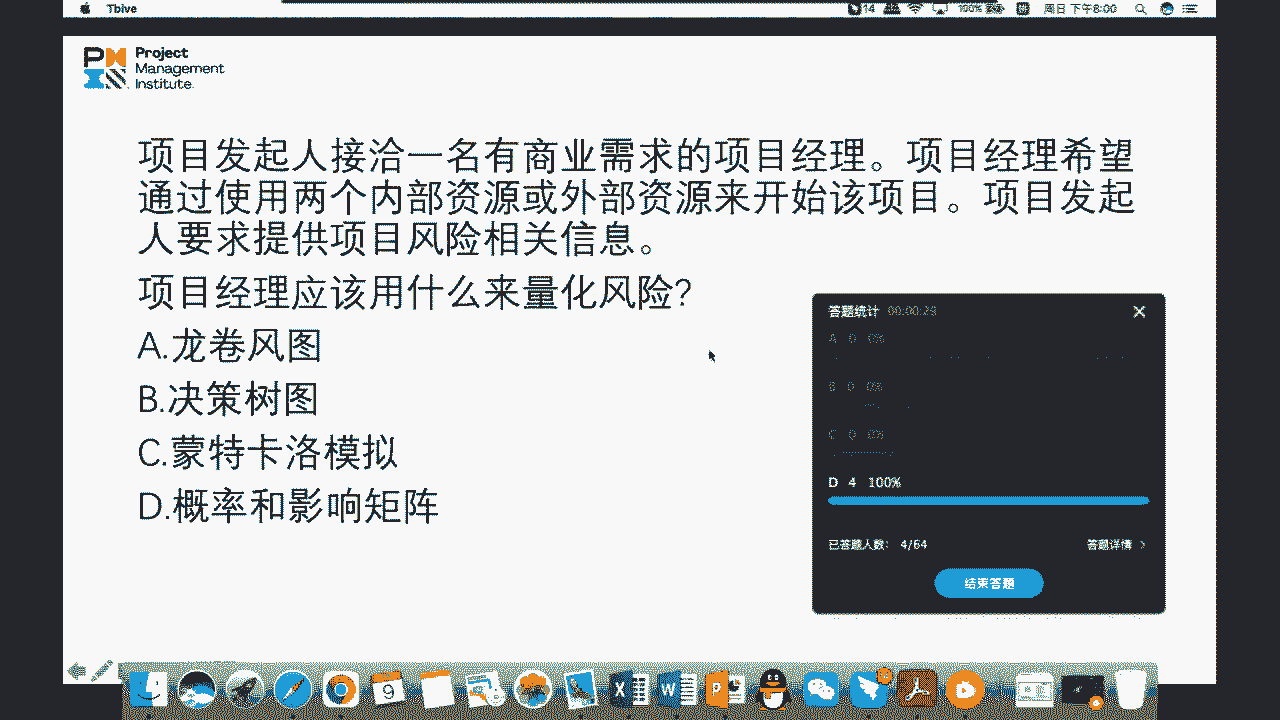 Tbive
14
100%
周日 下午8:00
Project
Management
Institute.
项目发起人接洽一名有商业需求的项目经理。项目经理希望
通过使用两个内部资源或外部资源来开始该项目。项目发起
人要求提供项目风险相关信息。
项目经理应该用什么来量化风险?
A.龙卷风图
B.决策树图
C.蒙特卡洛模拟
D.概率和影响矩阵
答题统计 00:00:29
A 0 0%
B 0 0%
C 0 0%
D 4 100%
已答题人数: 4/64
答题详情
结束答题
9